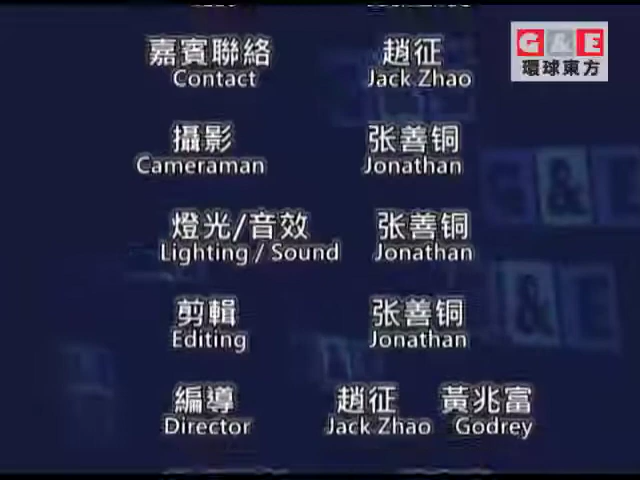 G & E
環球東方
嘉賓聯絡 趙征
Contact Jack Zhao
攝影 张善铜
Cameraman Jonathan
燈光/音效 张善铜
Lighting / Sound Jonathan
剪輯 张善铜
Editing Jonathan
編導 趙征 黃兆富
Director Jack Zhao Godrey
G & E
& E